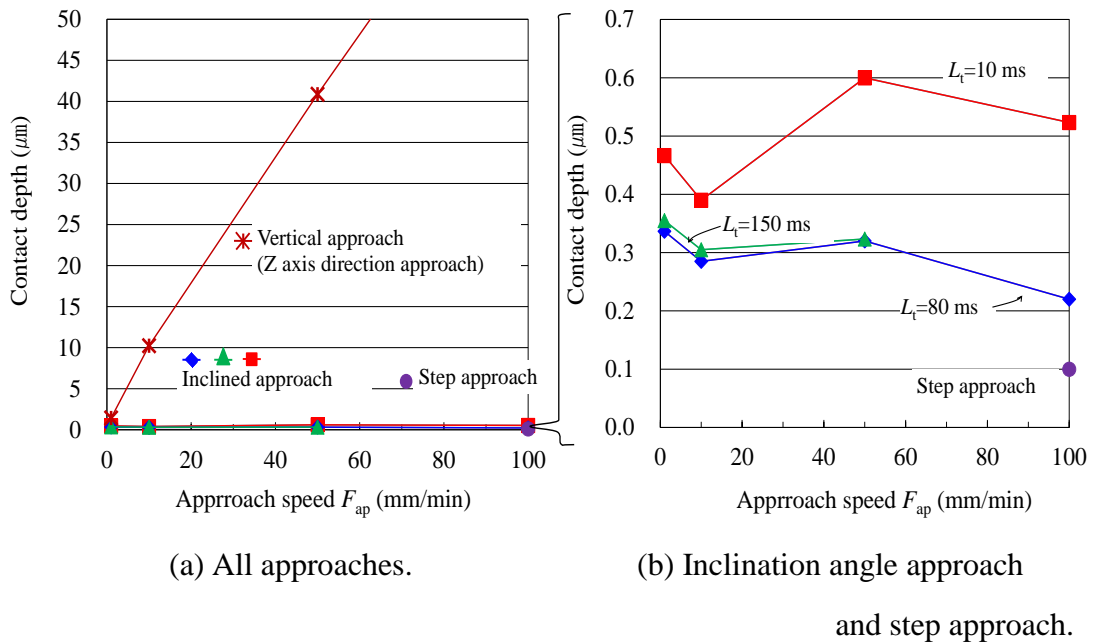 50
45
40
35
30
25
20
15
10
5
0
Contact depth (μm)
Vertical approach
(Z axis direction approach)
Inclined approach
Step approach
0 20 40 60 80 100
Apprroach speed Fap (mm/min)
(a) All approaches.
0.7
0.6
0.5
0.4
0.3
0.2
0.1
0.0
Contact depth (μm)
Lt=10 ms
Lt=150 ms
Lt=80 ms
Step approach
0 20 40 60 80 100
Apprroach speed Fap (mm/min)
(b) Inclination angle approach
and step approach.